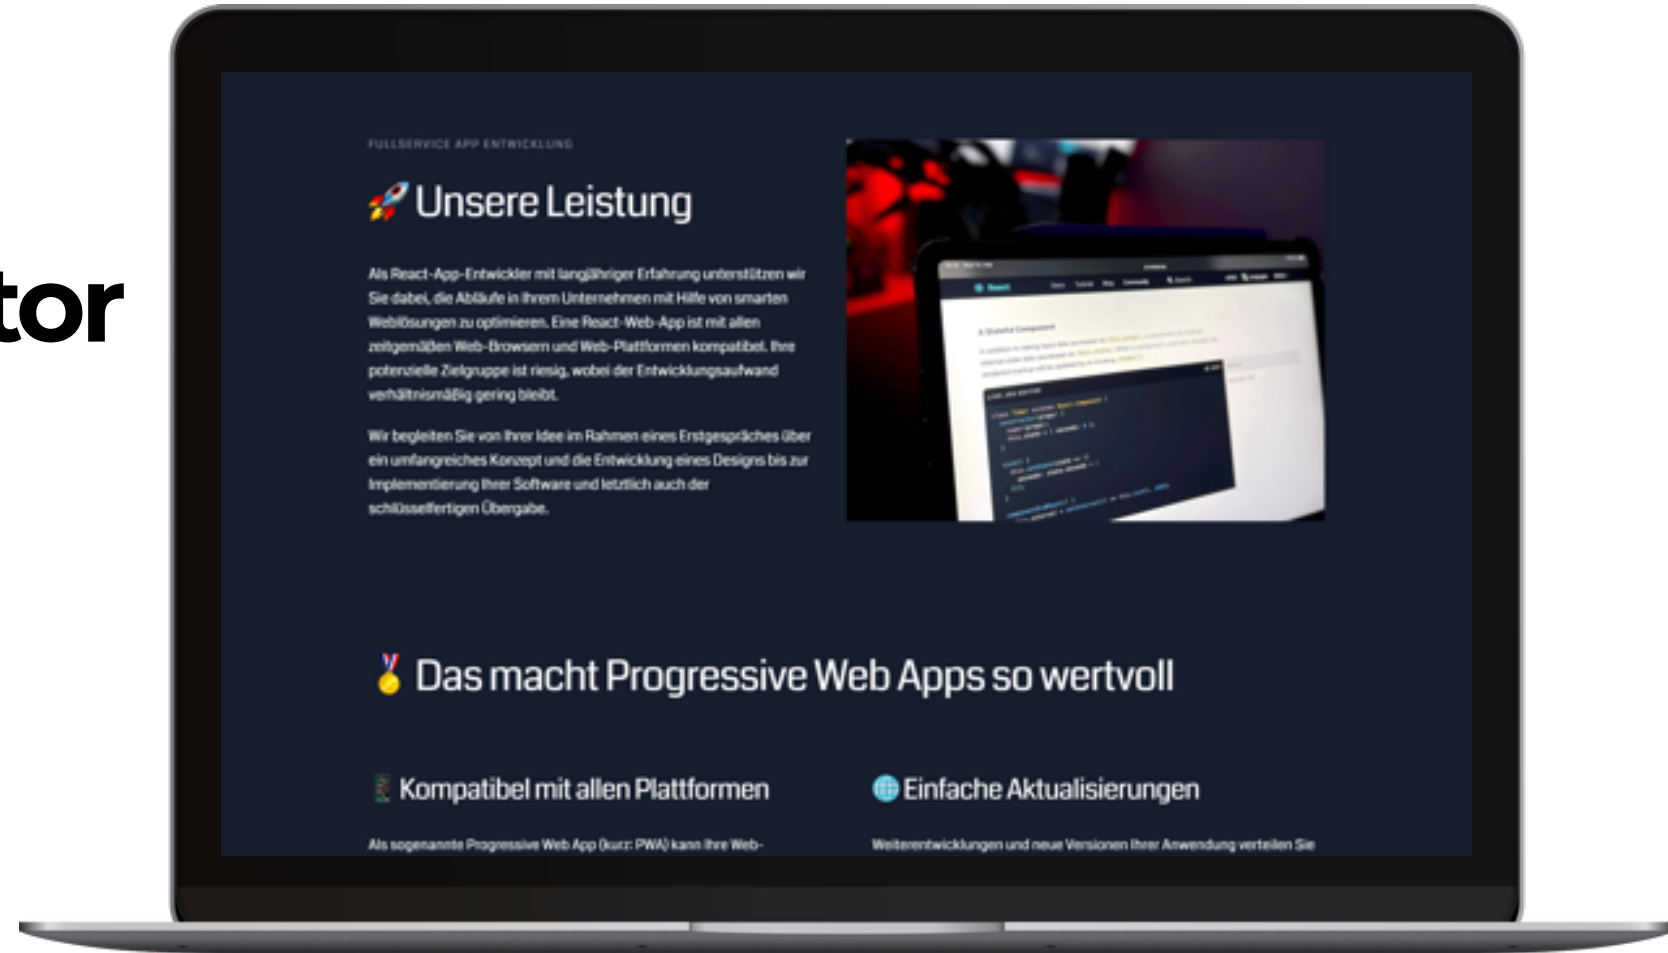 tor
FULLSERVICE APP ENTWICKLUNG
🚀 Unsere Leistung
Als React-App-Entwickler mit langjähriger Erfahrung unterstützen wir
Sie dabei, die Abläufe in Ihrem Unternehmen mit Hilfe von smarten
Weblösungen zu optimieren. Eine React-Web-App ist mit allen
zeitgemäßen Web-Browsern und Web-Plattformen kompatibel. Ihre
potenzielle Zielgruppe ist riesig, wobei der Entwicklungsaufwand
verhältnismäßig gering bleibt.
Wir begleiten Sie von Ihrer Idee im Rahmen eines Erstgespräches über
ein umfangreiches Konzept und die Entwicklung eines Designs bis zur
Implementierung Ihrer Software und letztlich auch der
schlüsselfertigen Übergabe.
React
A Stateful Component
🏅 Das macht Progressive Web Apps so wertvoll
📱 Kompatibel mit allen Plattformen
Als sogenannte Progressive Web App (kurz: PWA) kann Ihre Web-
🌐 Einfache Aktualisierungen
Weiterentwicklungen und neue Versionen Ihrer Anwendung verteilen Sie